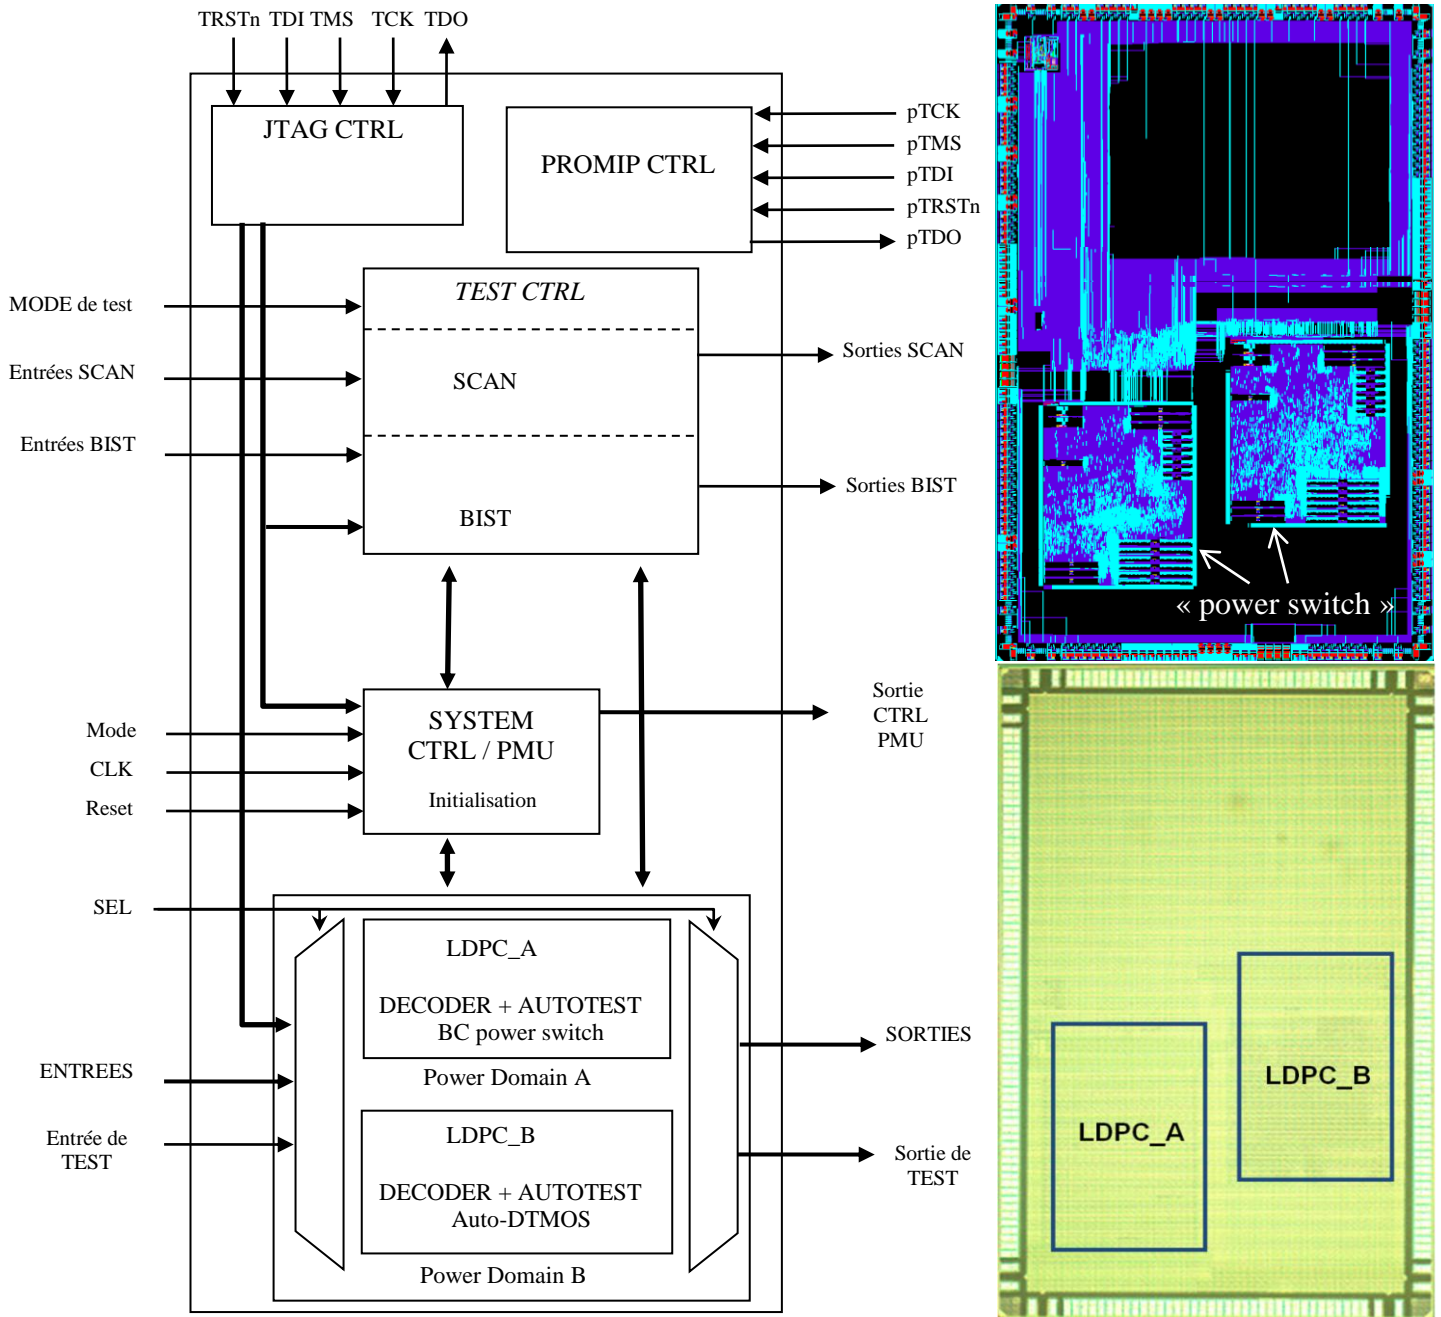 TRSTn TDI TMS TCK TDO
JTAG CTRL
PROMIP CTRL
pTCK
pTMS
pTDI
pTRSTn
pTDO
MODE de test
Entrées SCAN
Entrées BIST
TEST CTRL
SCAN
BIST
Sorties SCAN
Sorties BIST
Mode
CLK
Reset
SYSTEM
CTRL / PMU
Initialisation
Sortie
CTRL
PMU
SEL
ENTREES
Entrée de
TEST
LDPC_A
DECODER + AUTOTEST
BC power switch
Power Domain A
LDPC_B
DECODER + AUTOTEST
Auto-DTMOS
Power Domain B
SORTIES
Sortie de
TEST
« power switch »
LDPC_B
LDPC_A